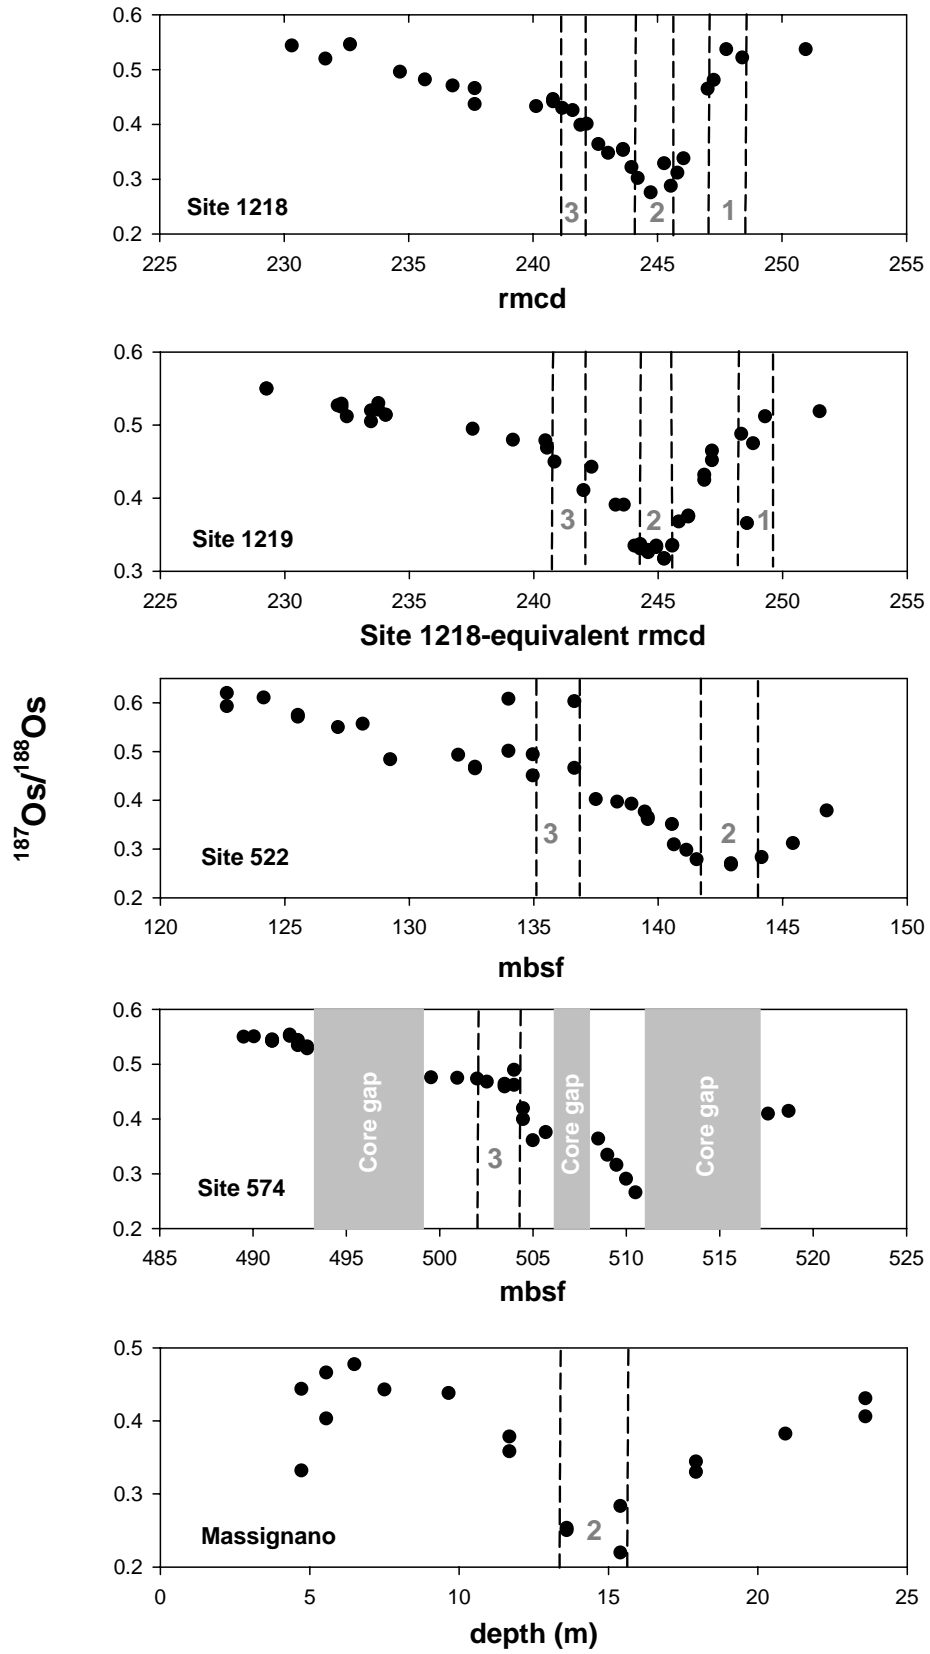 0.6
0.5
0.4
0.3
0.2
Site 1218
3
2
1
225 230 235 240 245 250 255
rmcd
0.6
0.5
0.4
0.3
Site 1219
3
2
1
225 230 235 240 245 250 255
Site 1218-equivalent rmcd
187Os/188Os
0.6
0.5
0.4
0.3
0.2
Site 522
3
2
120 125 130 135 140 145 150
mbsf
0.6
0.5
0.4
0.3
0.2
Site 574
Core gap
3
Core gap
Core gap
485 490 495 500 505 510 515 520 525
mbsf
0.5
0.4
0.3
0.2
Massignano
2
0 5 10 15 20 25
depth (m)